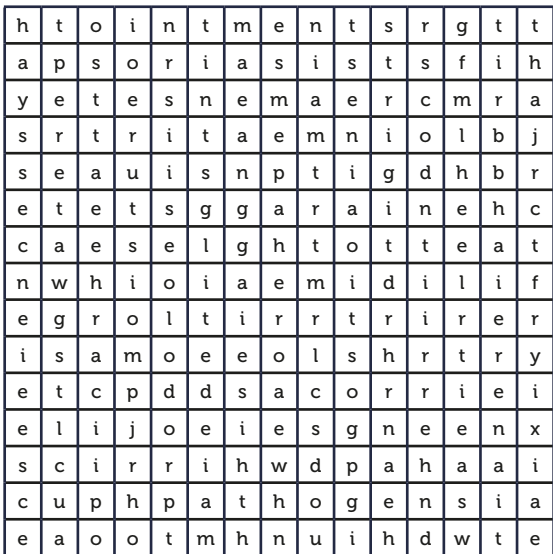 h t o i n t m e n t s r g t t
a p s o r i a s i s t s f i h
y e t e s n e m a e r c m r a
s r t r i t a e m n i o l b j
s e a u i s n p t i g d h b r
e t e t s g g a r a i n e h c
c a e s e l g h t o t t e a t
n w h i o i a e m i d i l i f
e g r o l t i r r t r i r e r
i s a m o e e o l s h r t r y
e t c p d d s a c o r r i e i
e l i j o e i e s g n e e n x
s c i r r i h w d p a h a a i
c u p h p a t h o g e n s i a
e a o o t m h n u i h d w t e